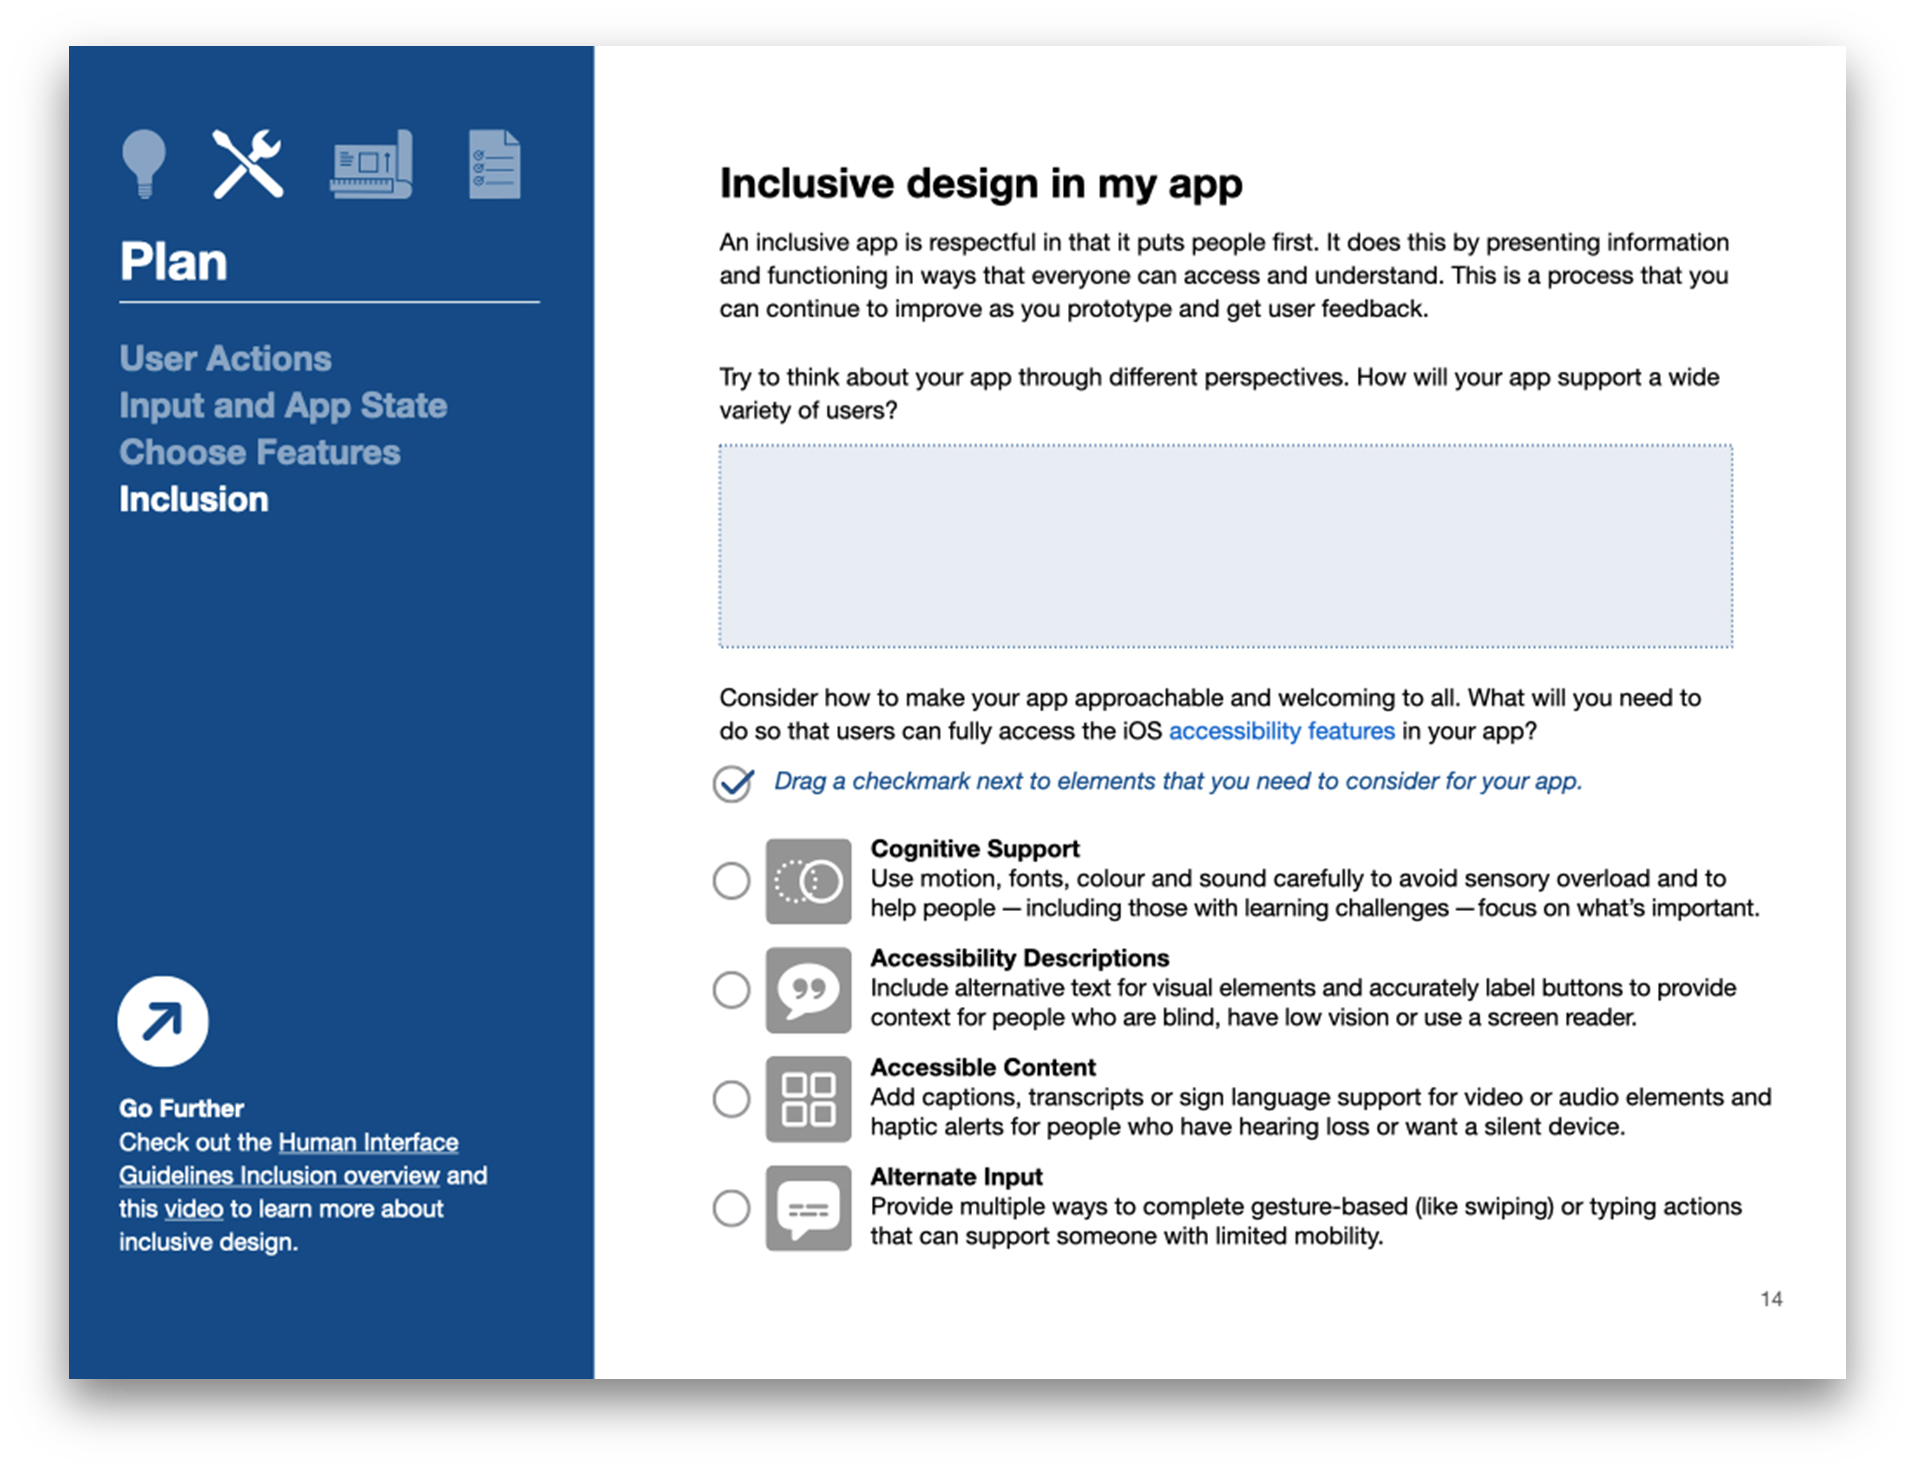 Plan
User Actions
Input and App State
Choose Features
Inclusion
Go Further
Check out the Human Interface
Guidelines Inclusion overview and
this video to learn more about
inclusive design.
Inclusive design in my app
An inclusive app is respectful in that it puts people first. It does this by presenting information
and functioning in ways that everyone can access and understand. This is a process that you
can continue to improve as you prototype and get user feedback.
Try to think about your app through different perspectives. How will your app support a wide
variety of users?
Consider how to make your app approachable and welcoming to all. What will you need to
do so that users can fully access the iOS accessibility features in your app?
Drag a checkmark next to elements that you need to consider for your app.
Cognitive Support
Use motion, fonts, colour and sound carefully to avoid sensory overload and to
help people — including those with learning challenges — focus on what's important.
Accessibility Descriptions
Include alternative text for visual elements and accurately label buttons to provide
context for people who are blind, have low vision or use a screen reader.
Accessible Content
Add captions, transcripts or sign language support for video or audio elements and
haptic alerts for people who have hearing loss or want a silent device.
Alternate Input
Provide multiple ways to complete gesture-based (like swiping) or typing actions
that can support someone with limited mobility.
14